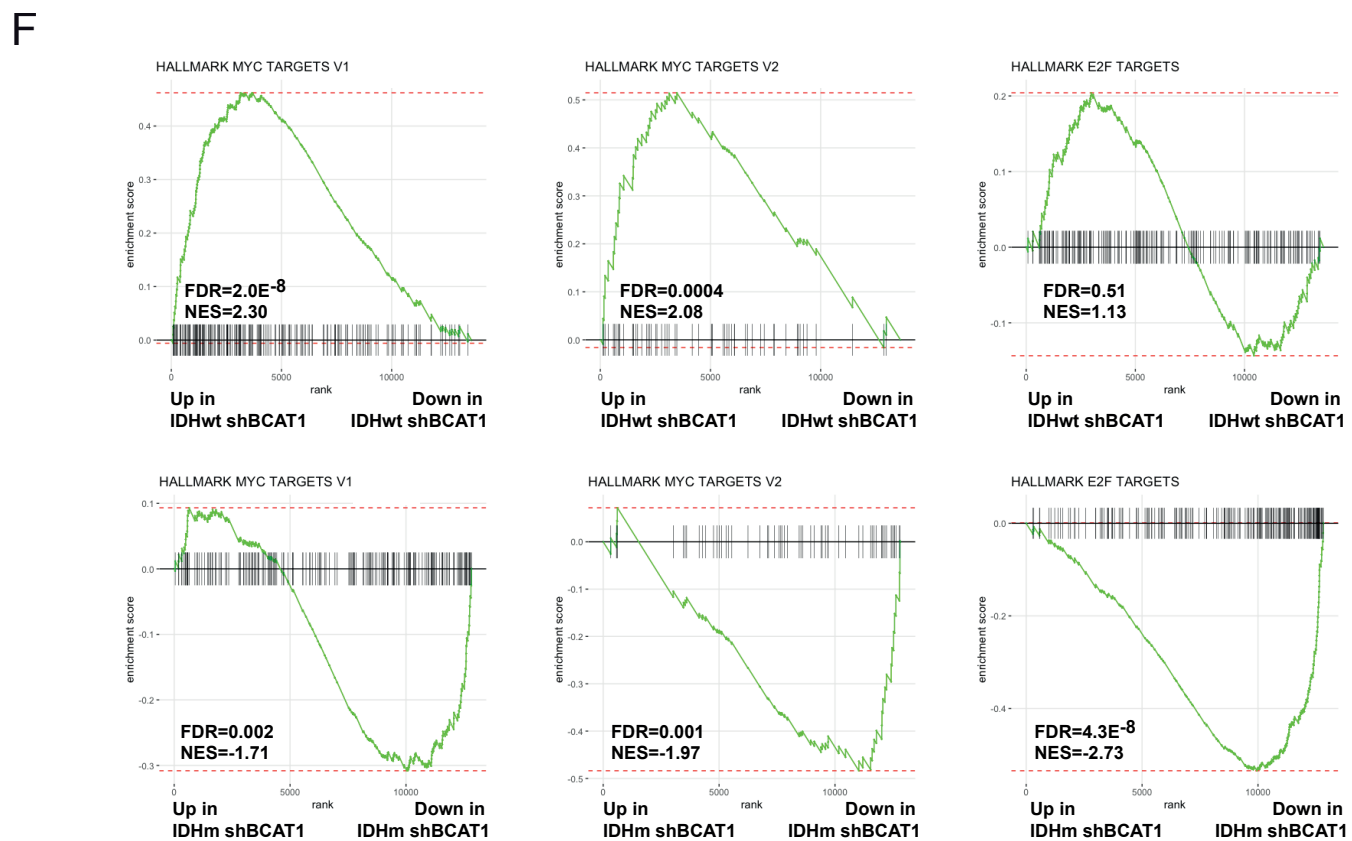 F
HALLMARK MYC TARGETS V1
enrichment score
0.4
0.3
0.2
0.1
0.0
FDR=2.0E-8
NES=2.30
0 5000 10000
rank
Up in Down in
IDHwt shBCAT1 IDHwt shBCAT1
HALLMARK MYC TARGETS V2
enrichment score
0.5
0.4
0.3
0.2
0.1
0.0
FDR=0.0004
NES=2.08
0 5000 10000
rank
Up in Down in
IDHwt shBCAT1 IDHwt shBCAT1
HALLMARK E2F TARGETS
enrichment score
0.2
0.1
0.0
-0.1
FDR=0.51
NES=1.13
0 5000 10000
rank
Up in Down in
IDHwt shBCAT1 IDHwt shBCAT1
HALLMARK MYC TARGETS V1
enrichment score
0.1
0.0
-0.1
-0.2
-0.3
FDR=0.002
NES=-1.71
0 5000 10000
rank
Up in Down in
IDHm shBCAT1 IDHm shBCAT1
HALLMARK MYC TARGETS V2
enrichment score
0.0
-0.1
-0.2
-0.3
-0.4
-0.5
FDR=0.001
NES=-1.97
0 5000 10000
rank
Up in Down in
IDHm shBCAT1 IDHm shBCAT1
HALLMARK E2F TARGETS
enrichment score
0.0
-0.2
-0.4
FDR=4.3E-8
NES=-2.73
0 5000 10000
rank
Up in Down in
IDHm shBCAT1 IDHm shBCAT1